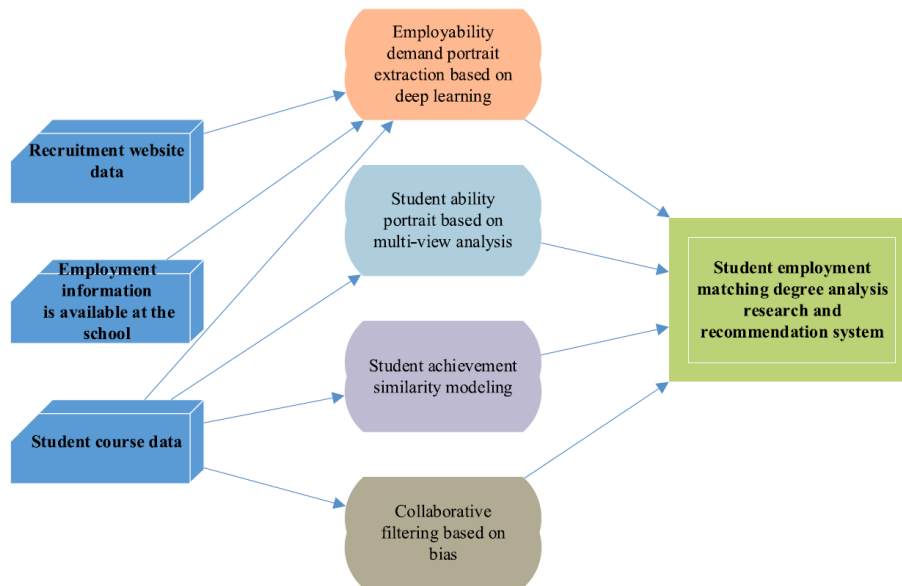 Employability
demand portrait
extraction based on
deep learning
Recruitment website
data
Student ability
portrait based on
multi-view analysis
Employment
information
is available at the
school
Student employment
matching degree analysis
research and
recommendation system
Student achievement
similarity modeling
Student course data
Collaborative
filtering based on
bias